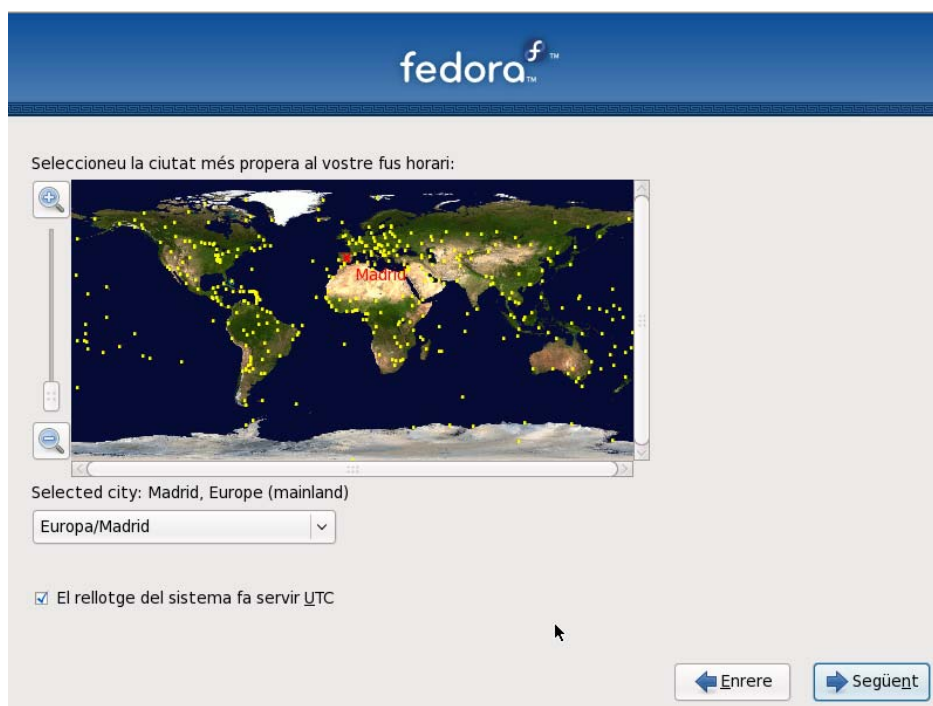 fedora™
Seleccioneu la ciutat més propera al vostre fus horari:
Madrid
Selected city: Madrid, Europe (mainland)
Europa/Madrid
El rellotge del sistema fa servir UTC
Enrere
Següent